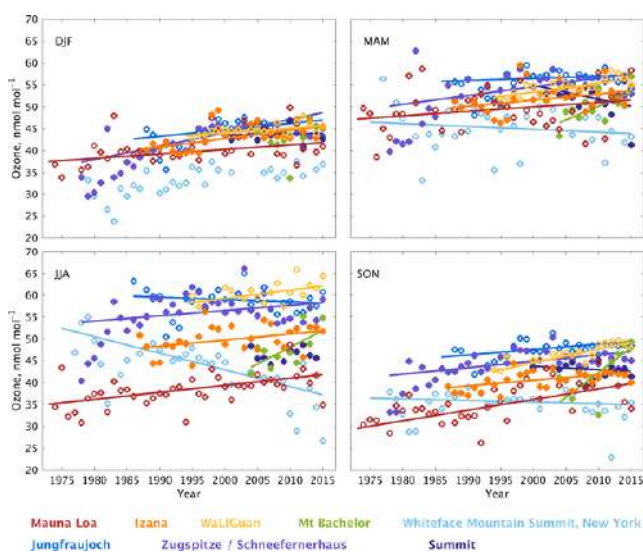 DJF
MAM
70
65
60
55
50
45
40
35
30
25
20
Ozone, nmol mol⁻¹
JJA
SON
70
65
60
55
50
45
40
35
30
25
20
Ozone, nmol mol⁻¹
1975 1980 1985 1990 1995 2000 2005 2010 2015
1975 1980 1985 1990 1995 2000 2005 2010 2015
Year
Year
Mauna Loa Izana WaLiGuan Mt Bachelor Whiteface Mountain Summit, New York
Jungfraujoch Zugspitze / Schneefernerhaus Summit